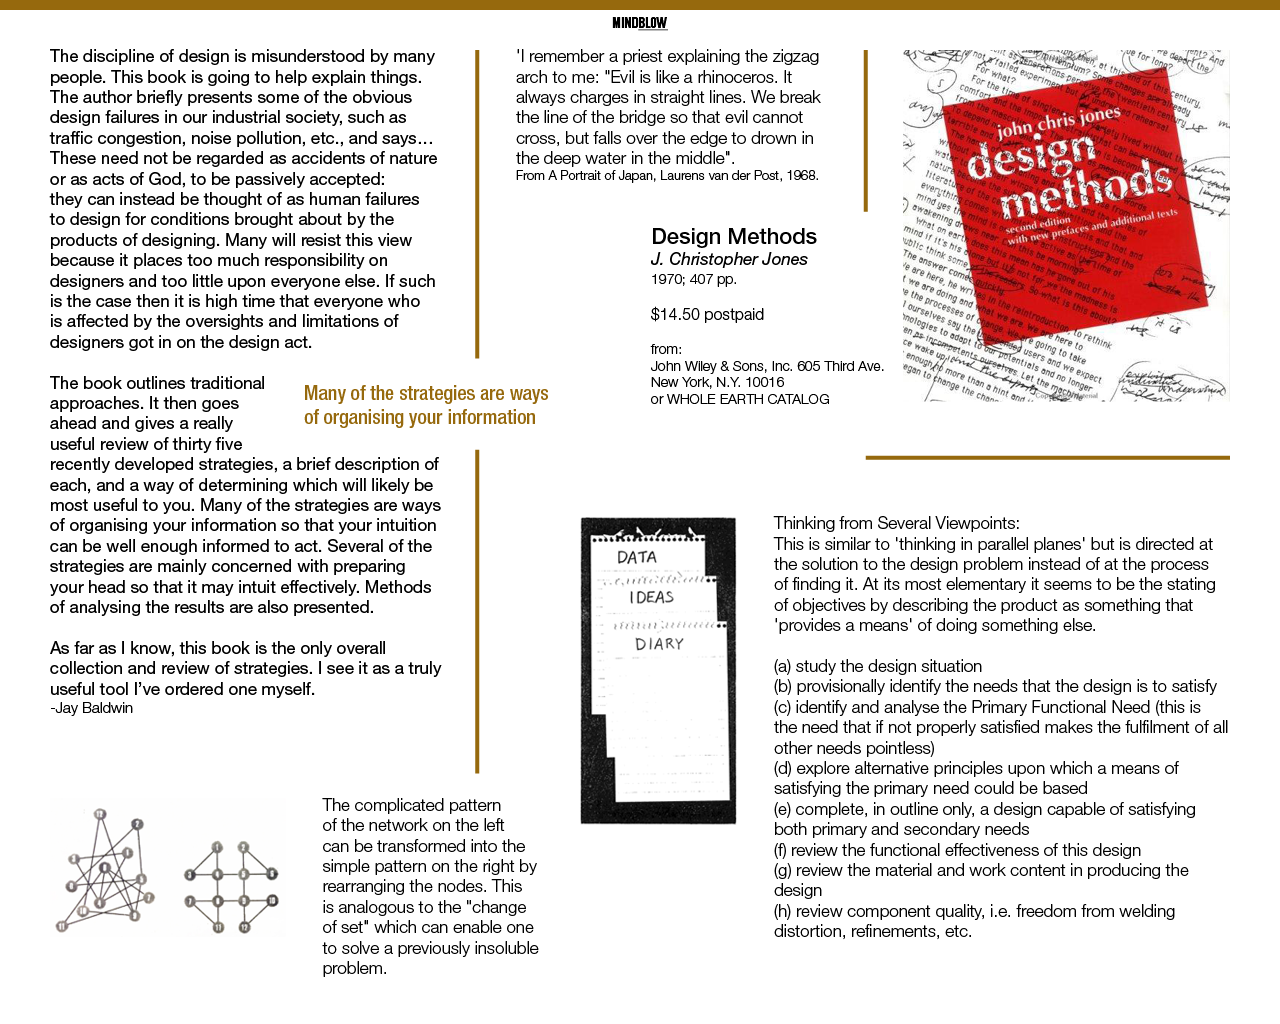 MINDBLOW
The discipline of design is misunderstood by many
people. This book is going to help explain things.
The author briefly presents some of the obvious
design failures in our industrial society, such as
traffic congestion, noise pollution, etc., and says…
These need not be regarded as accidents of nature
or as acts of God, to be passively accepted:
they can instead be thought of as human failures
to design for conditions brought about by the
products of designing. Many will resist this view
because it places too much responsibility on
designers and too little upon everyone else. If such
is the case then it is high time that everyone who
is affected by the oversights and limitations of
designers got in on the design act.
The book outlines traditional
approaches. It then goes
ahead and gives a really
useful review of thirty five
recently developed strategies, a brief description of
each, and a way of determining which will likely be
most useful to you. Many of the strategies are ways
of organising your information so that your intuition
can be well enough informed to act. Several of the
strategies are mainly concerned with preparing
your head so that it may intuit effectively. Methods
of analysing the results are also presented.
As far as I know, this book is the only overall
collection and review of strategies. I see it as a truly
useful tool I've ordered one myself.
-Jay Baldwin
Many of the strategies are ways
of organising your information
'I remember a priest explaining the zigzag
arch to me: "Evil is like a rhinoceros. It
always charges in straight lines. We break
the line of the bridge so that evil cannot
cross, but falls over the edge to drown in
the deep water in the middle".
From A Portrait of Japan, Laurens van der Post, 1968.
Design Methods
J. Christopher Jones
1970; 407 pp.
$14.50 postpaid
from:
John Wiley & Sons, Inc. 605 Third Ave.
New York, N.Y. 10016
or WHOLE EARTH CATALOG
john chris jones
design
methods
second edition
with new prefaces and additional texts
The complicated pattern
of the network on the left
can be transformed into the
simple pattern on the right by
rearranging the nodes. This
is analogous to the "change
of set" which can enable one
to solve a previously insoluble
problem.
DATA
IDEAS
DIARY
Thinking from Several Viewpoints:
This is similar to 'thinking in parallel planes' but is directed at
the solution to the design problem instead of at the process
of finding it. At its most elementary it seems to be the stating
of objectives by describing the product as something that
'provides a means' of doing something else.
(a) study the design situation
(b) provisionally identify the needs that the design is to satisfy
(c) identify and analyse the Primary Functional Need (this is
the need that if not properly satisfied makes the fulfilment of all
other needs pointless)
(d) explore alternative principles upon which a means of
satisfying the primary need could be based
(e) complete, in outline only, a design capable of satisfying
both primary and secondary needs
(f) review the functional effectiveness of this design
(g) review the material and work content in producing the
design
(h) review component quality, i.e. freedom from welding
distortion, refinements, etc.